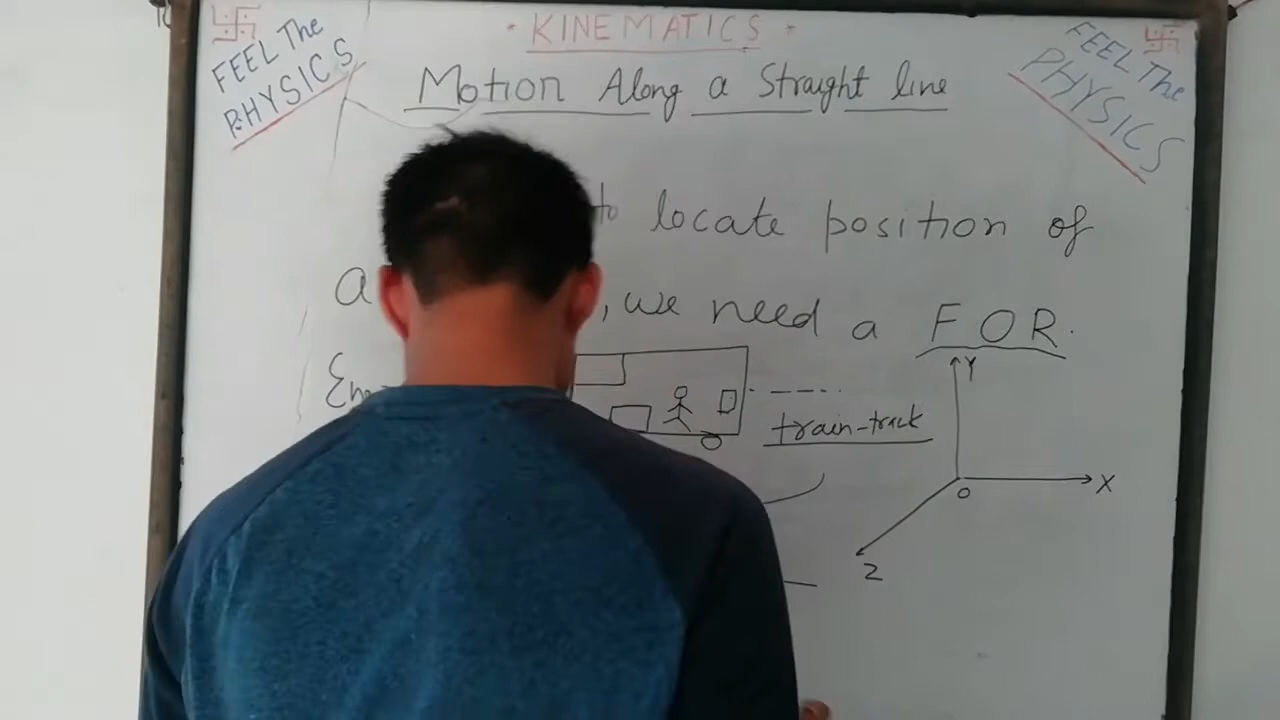 FEEL The
PHYSICS
KINEMATICS
FEEL The
PHYSICS
Motion Along a Straight line
to locate position of
a , we need a FOR.
train-track
Y
X
O
Z